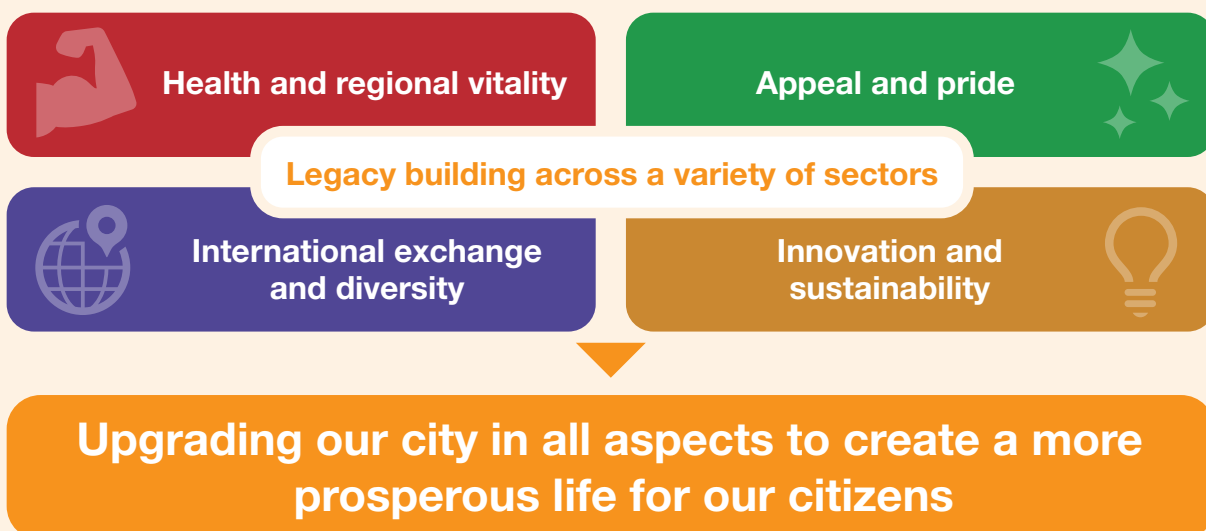 Health and regional vitality
Appeal and pride
Legacy building across a variety of sectors
International exchange
and diversity
Innovation and
sustainability
Upgrading our city in all aspects to create a more
prosperous life for our citizens